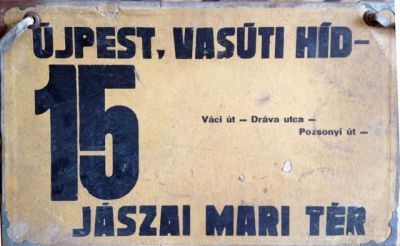 ÚJPEST, VASÚTI HÍD-
15
Váci út — Dráva utca —
Pozsonyi út —
JÁSZAI MARI TÉR